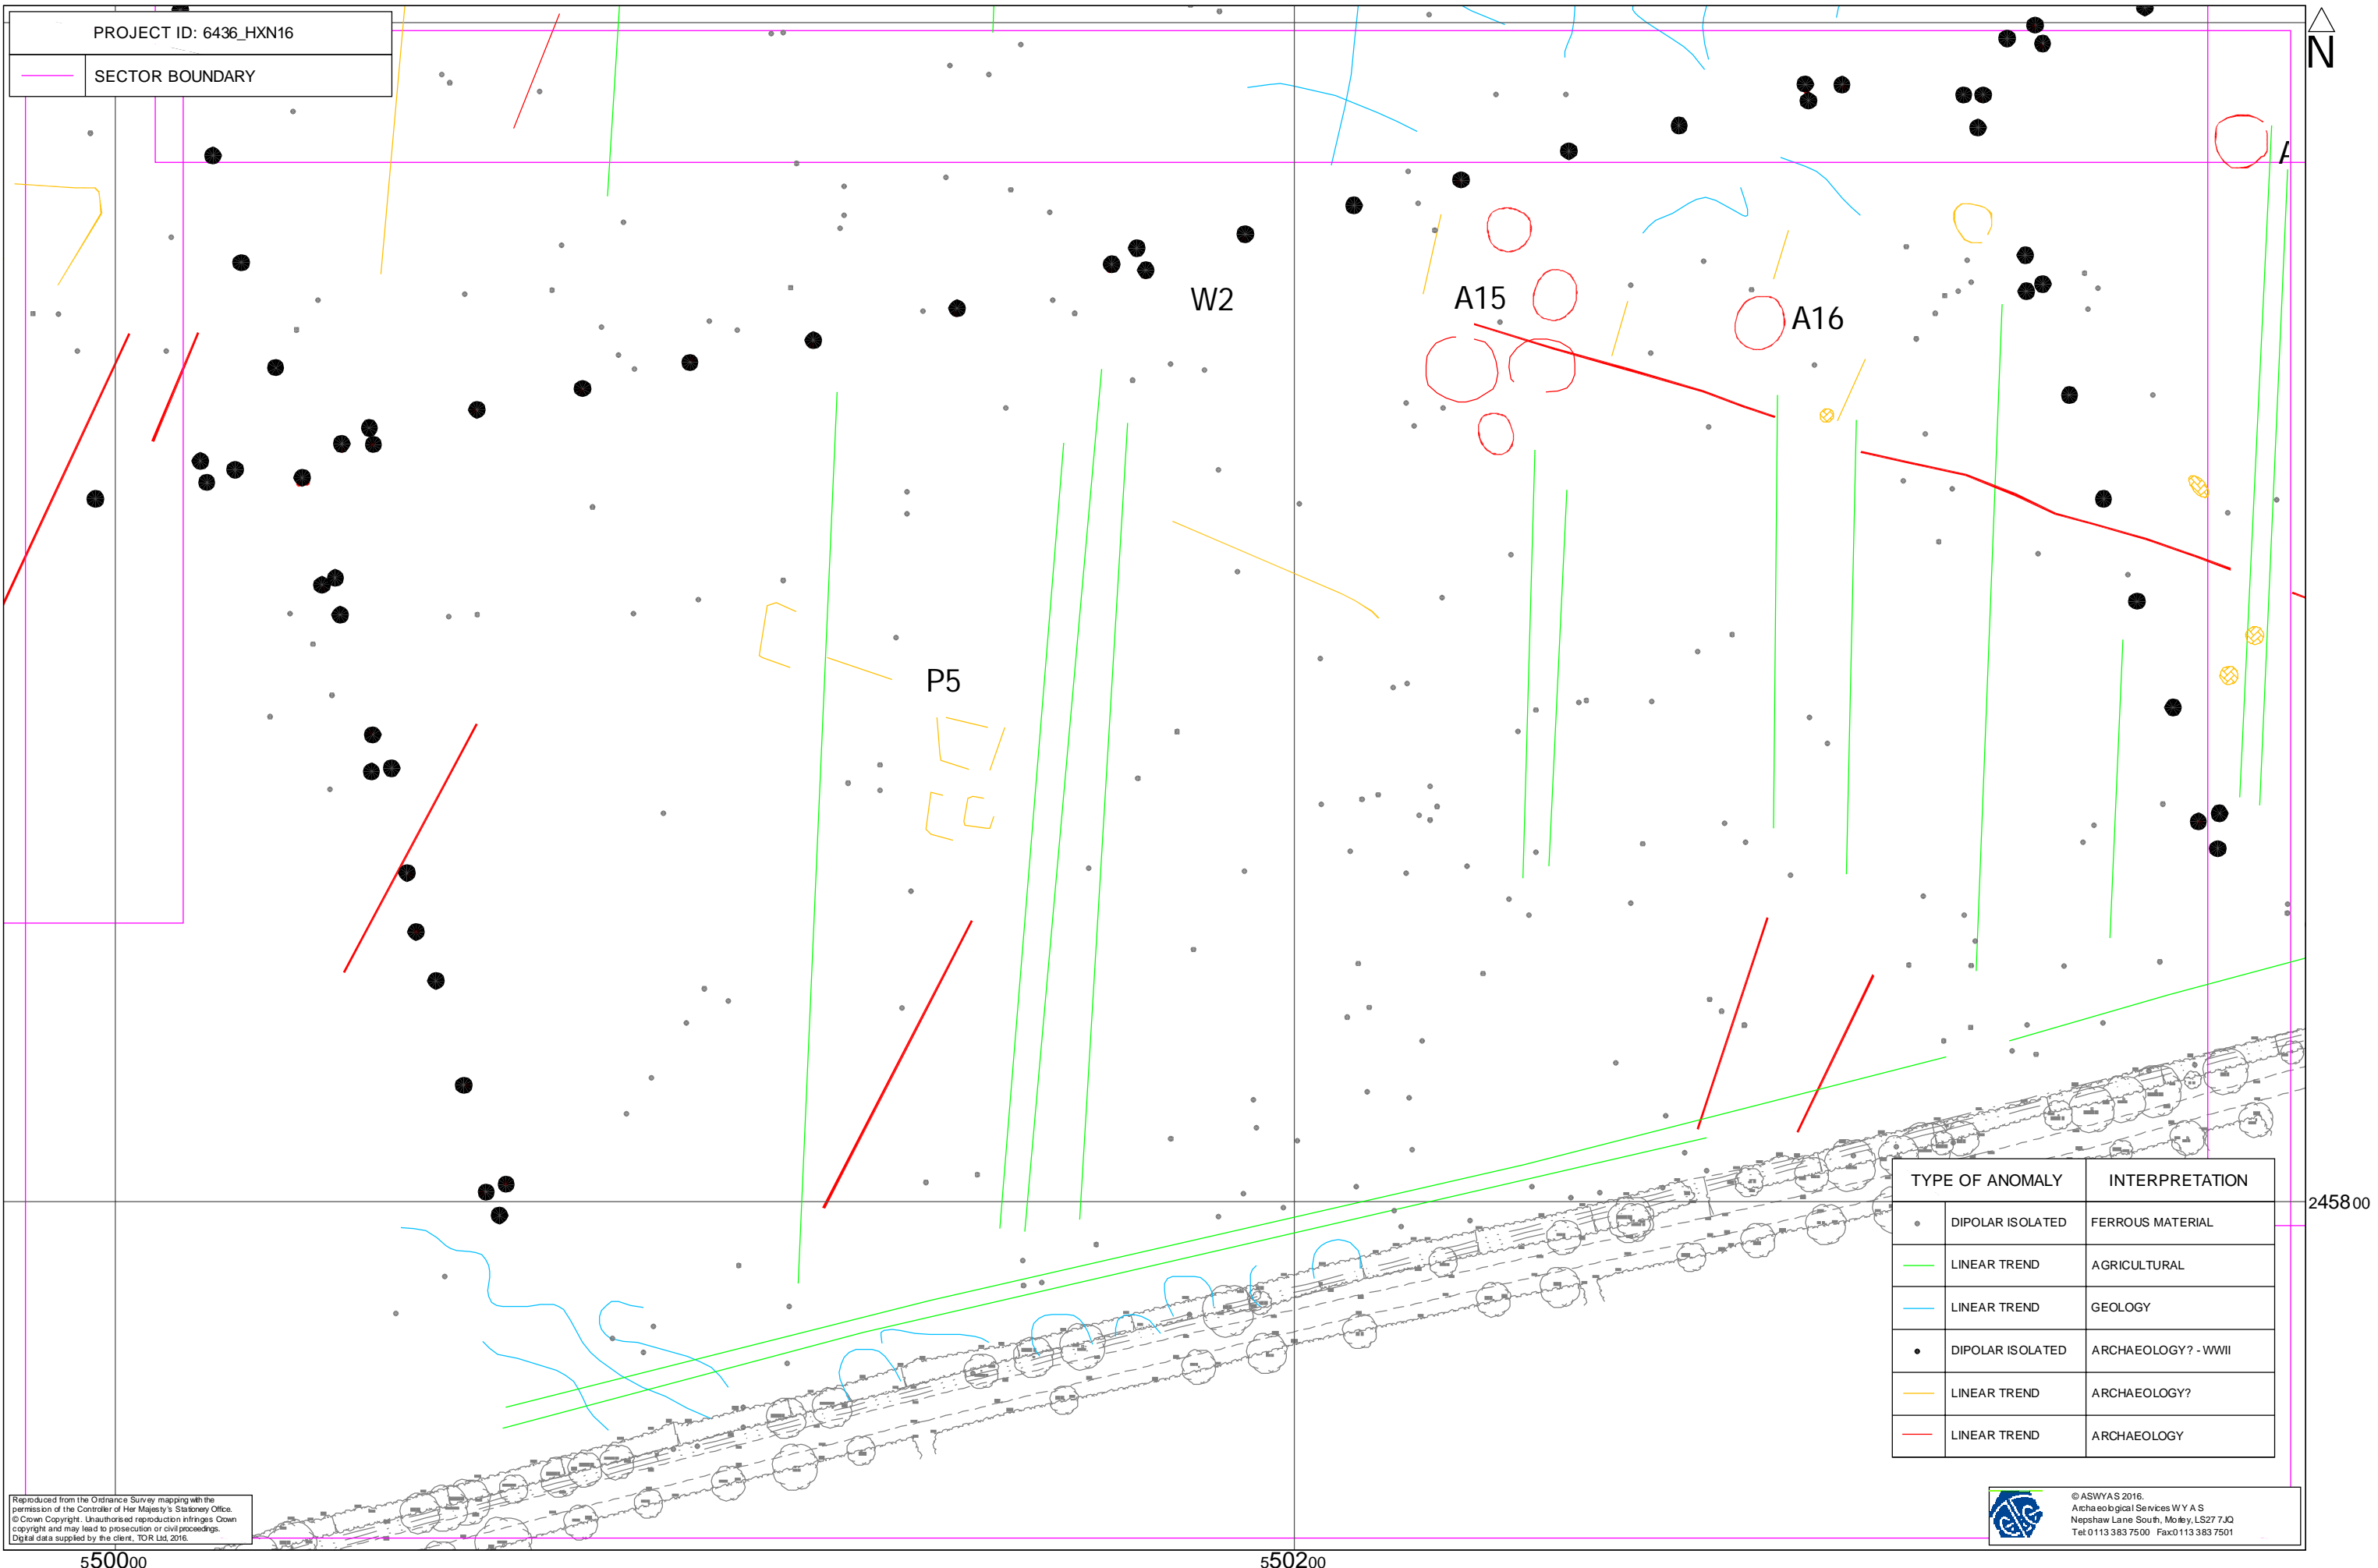 PROJECT ID: 6436_HXN16
SECTOR BOUNDARY
N
W2
A15
A16
P5
TYPE OF ANOMALY INTERPRETATION
DIPOLAR ISOLATED FERROUS MATERIAL
LINEAR TREND AGRICULTURAL
LINEAR TREND GEOLOGY
DIPOLAR ISOLATED ARCHAEOLOGY? - WWII
LINEAR TREND ARCHAEOLOGY?
LINEAR TREND ARCHAEOLOGY
245800
Reproduced from the Ordnance Survey mapping with the
permission of the Controller of Her Majesty's Stationery Office.
© Crown Copyright. Unauthorised reproduction infringes Crown
copyright and may lead to prosecution or civil proceedings.
Digital data supplied by the client, TOR Ltd, 2016.
© ASWYAS 2016.
Archaeological Services W Y A S
Nepshaw Lane South, Morley, LS27 7JQ
Tel: 0113 383 7500 Fax:0113 383 7501
550000
550200